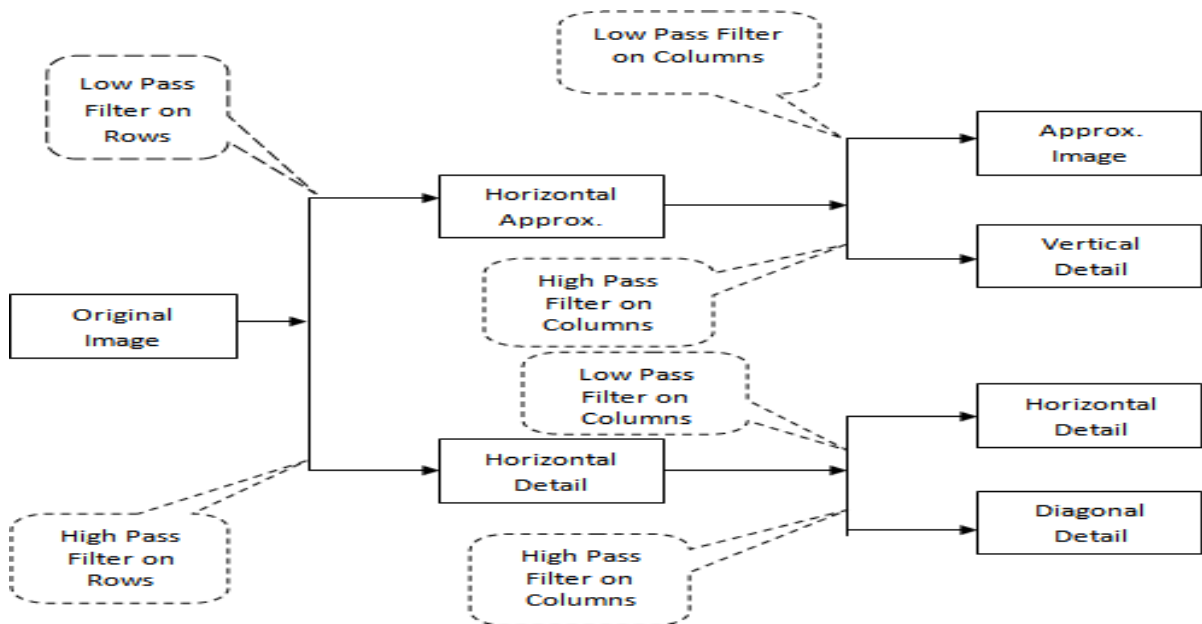 Low Pass
Filter on
Rows
Low Pass Filter
on Columns
Approx.
Image
Horizontal
Approx.
Vertical
Detail
High Pass
Filter on
Columns
Original
Image
Low Pass
Filter on
Columns
Horizontal
Detail
Horizontal
Detail
Diagonal
Detail
High Pass
Filter on
Rows
High Pass
Filter on
Columns